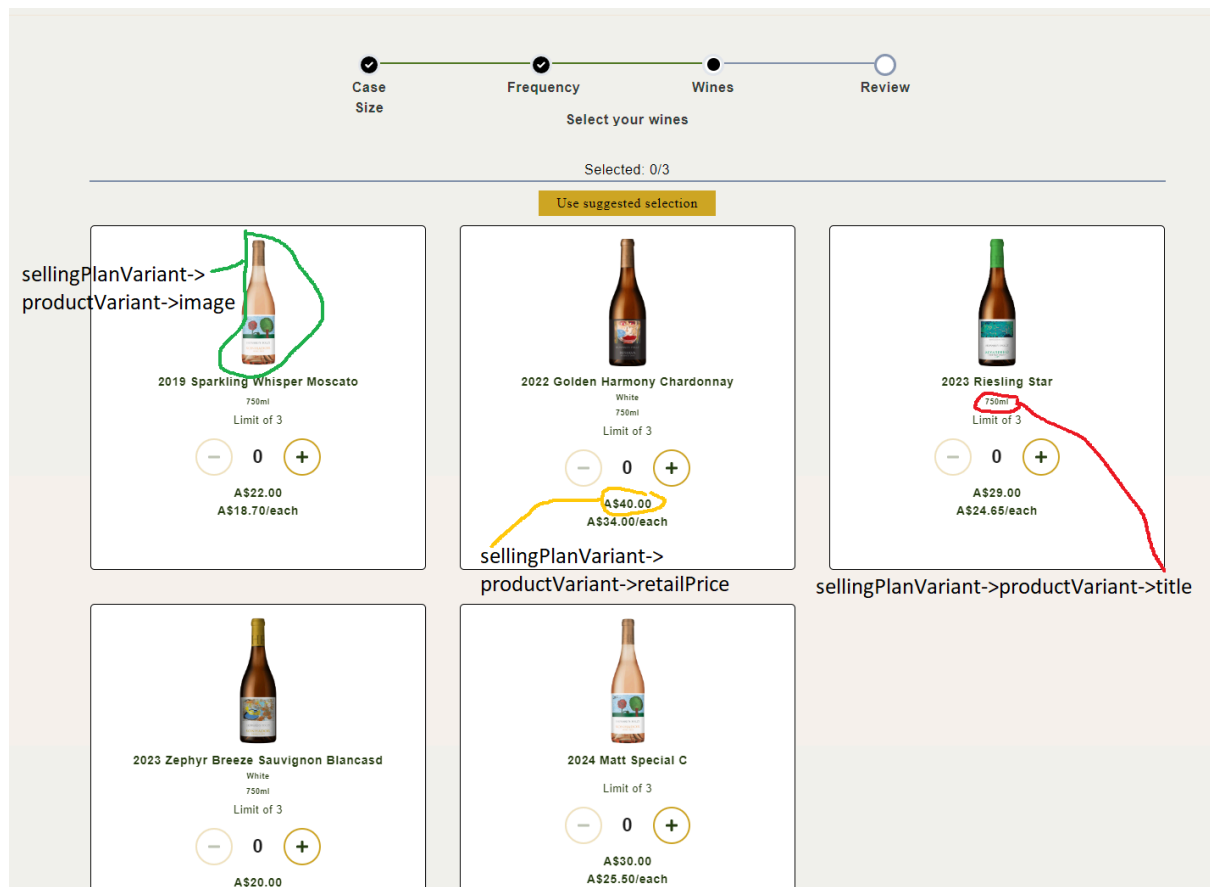 Case
Size
Frequency
Wines
Review
Select your wines
Selected: 0/3
Use suggested selection
sellingPlanVariant->
productVariant->image
2019 Sparkling Whisper Moscato
750ml
Limit of 3
0
A$22.00
A$18.70/each
2022 Golden Harmony Chardonnay
White
750ml
Limit of 3
0
A$40.00
A$34.00/each
sellingPlanVariant->
productVariant->retailPrice
2023 Riesling Star
750ml
Limit of 3
0
A$29.00
A$24.65/each
sellingPlanVariant->productVariant->title
2023 Zephyr Breeze Sauvignon Blancasd
White
750ml
Limit of 3
0
A$20.00
2024 Matt Special C
Limit of 3
0
A$30.00
A$25.50/each